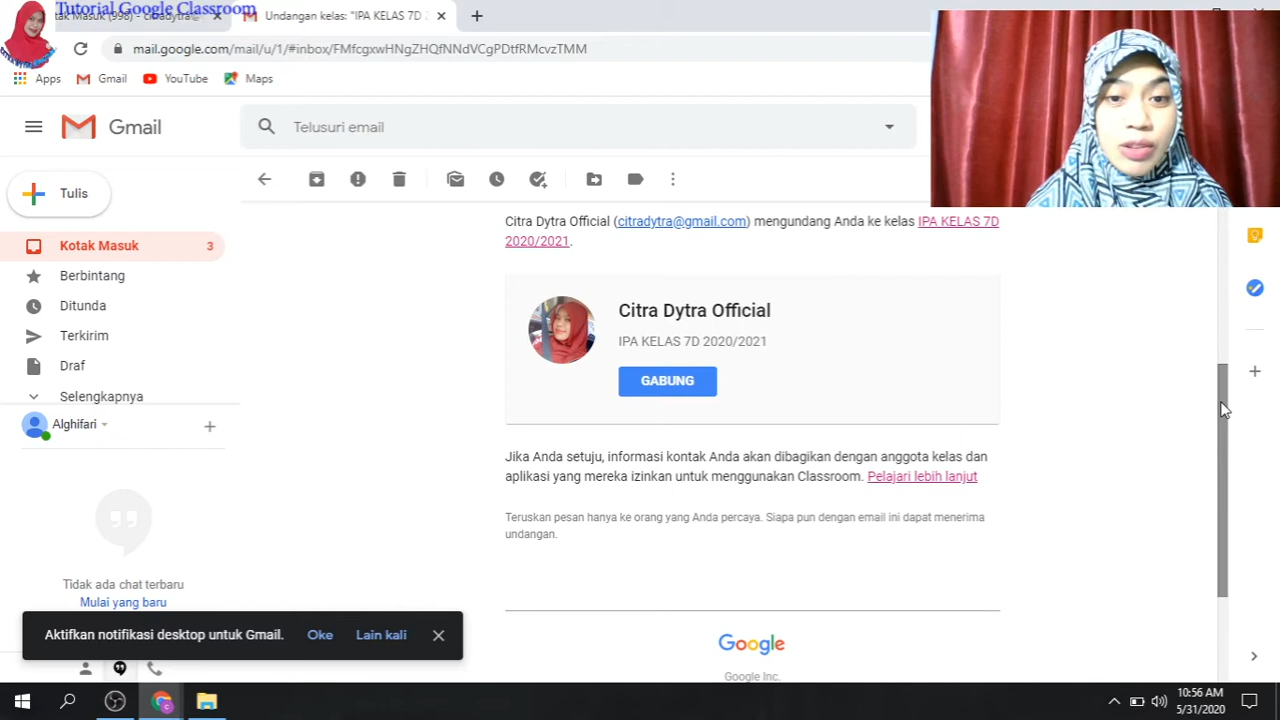 Tutorial Google Classroom
tak Masuk (998) - citradytra@
Undangan kelas: "IPA KELAS 7D 2
mail.google.com/mail/u/1/#inbox/FMfcgxwHNgZHQfNNdVCgPDtfRMcvzTMM
Apps
Gmail
YouTube
Maps
Gmail
Telusuri email
Tulis
Kotak Masuk 3
Berbintang
Ditunda
Terkirim
Draf
Selengkapnya
Alghifari
Tidak ada chat terbaru
Mulai yang baru
Citra Dytra Official (citradytra@gmail.com) mengundang Anda ke kelas IPA KELAS 7D
2020/2021.
Citra Dytra Official
IPA KELAS 7D 2020/2021
GABUNG
Jika Anda setuju, informasi kontak Anda akan dibagikan dengan anggota kelas dan
aplikasi yang mereka izinkan untuk menggunakan Classroom. Pelajari lebih lanjut
Teruskan pesan hanya ke orang yang Anda percaya. Siapa pun dengan email ini dapat menerima
undangan.
Google
Google Inc.
Aktifkan notifikasi desktop untuk Gmail. Oke Lain kali
10:56 AM
5/31/2020